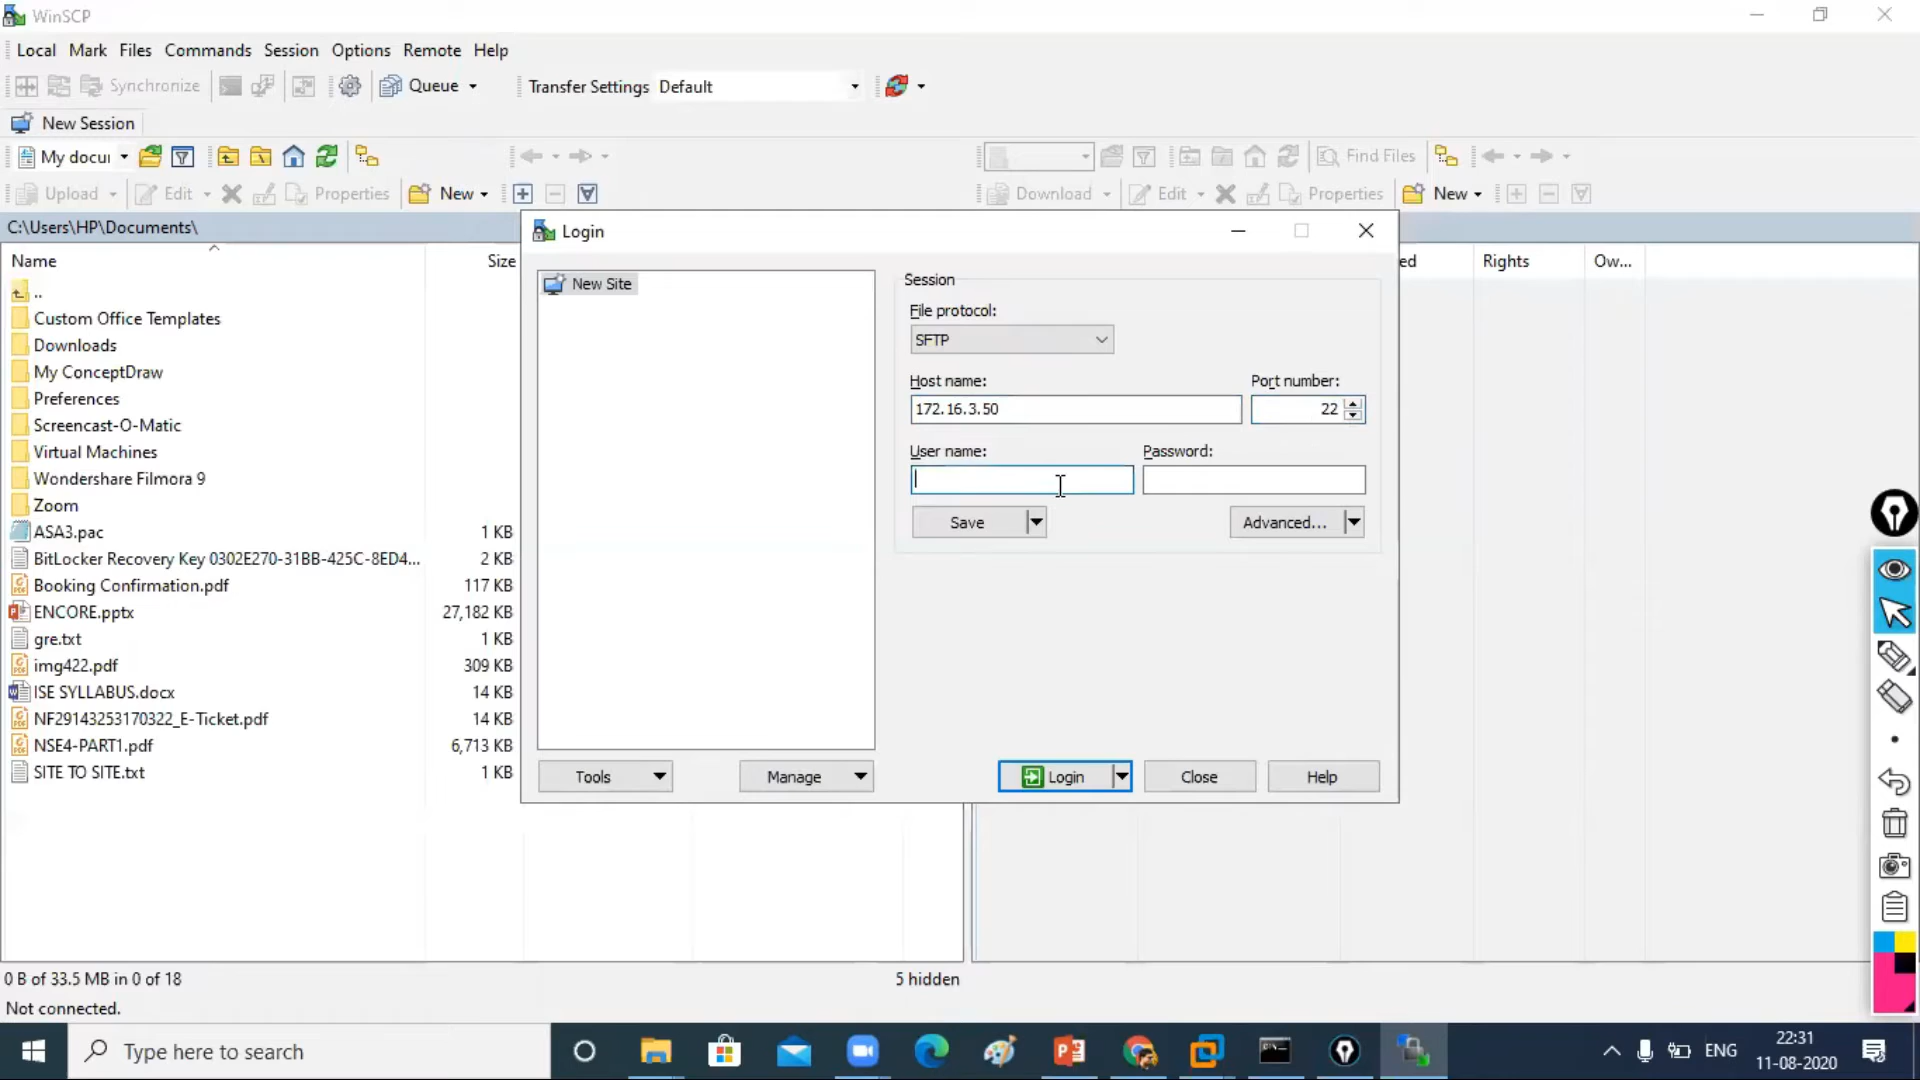 WinSCP
Local Mark Files Commands Session Options Remote Help
Synchronize Queue Transfer Settings Default
New Session
My docui Find Files
Upload Edit Properties New Download Edit Properties New
C:\Users\HP\Documents\
Name Size
ed Rights Ow...
..
Custom Office Templates
Downloads
My ConceptDraw
Preferences
Screencast-O-Matic
Virtual Machines
Wondershare Filmora 9
Zoom
ASA3.pac 1 KB
BitLocker Recovery Key 0302E270-31BB-425C-8ED4... 2 KB
Booking Confirmation.pdf 117 KB
ENCORE.pptx 27,182 KB
gre.txt 1 KB
img422.pdf 309 KB
ISE SYLLABUS.docx 14 KB
NF29143253170322_E-Ticket.pdf 14 KB
NSE4-PART1.pdf 6,713 KB
SITE TO SITE.txt 1 KB
Login
New Site
Session
File protocol:
SFTP
Host name: Port number:
172.16.3.50 22
User name: Password:
Save Advanced...
Tools Manage Login Close Help
0 B of 33.5 MB in 0 of 18 5 hidden
Not connected.
Type here to search
ENG
22:31
11-08-2020